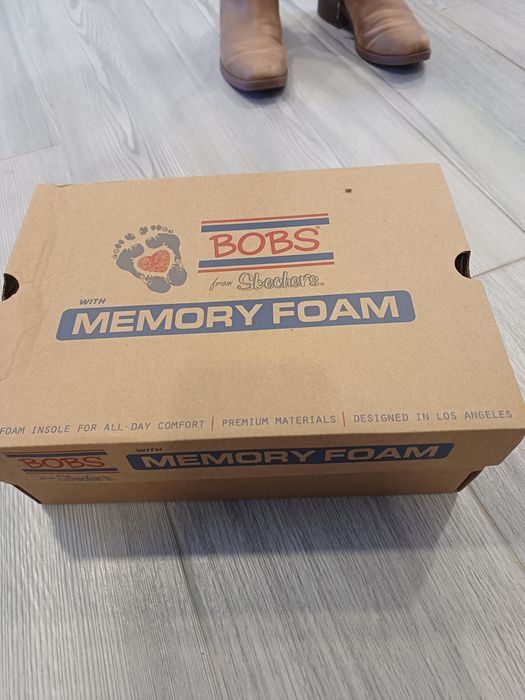 BOBS®
from Skechers®
WITH
MEMORY FOAM
FOAM INSOLE FOR ALL-DAY COMFORT | PREMIUM MATERIALS | DESIGNED IN LOS ANGELES
BOBS
from Skechers
WITH
MEMORY FOAM